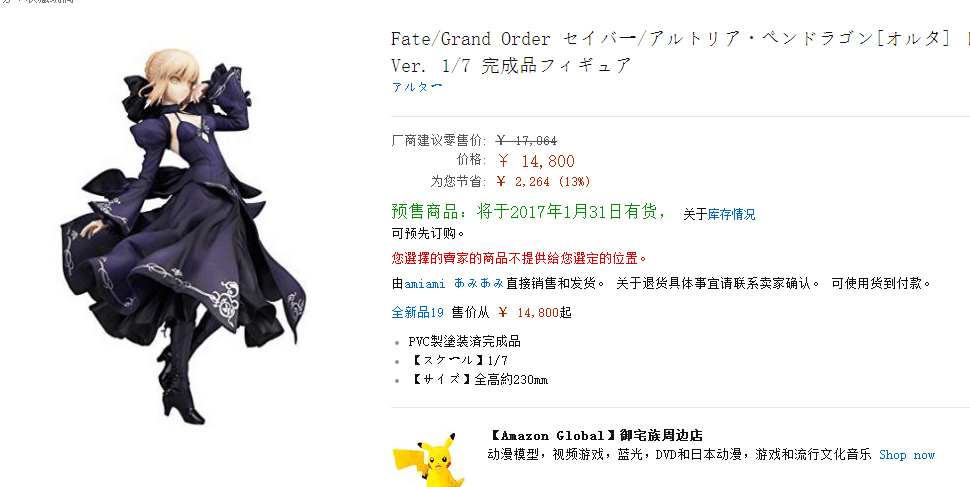 Fate/Grand Order セイバー/アルトリア・ペンドラゴン[オルタ]
Ver. 1/7 完成品フィギュア
アルター
厂商建议零售价: ￥ 17,064
价格: ￥ 14,800
为您节省: ￥ 2,264 (13%)
预售商品：将于2017年1月31日有货， 关于库存情况
可预先订购。
您選擇的賣家的商品不提供給您選定的位置。
由amiami あみあみ直接销售和发货。 关于退货具体事宜请联系卖家确认。 可使用货到付款。
全新品19 售价从 ￥ 14,800起
PVC製塗装済完成品
【スケール】1/7
【サイズ】全高約230mm
【Amazon Global】御宅族周边店
动漫模型，视频游戏，蓝光，DVD和日本动漫，游戏和流行文化音乐 Shop now